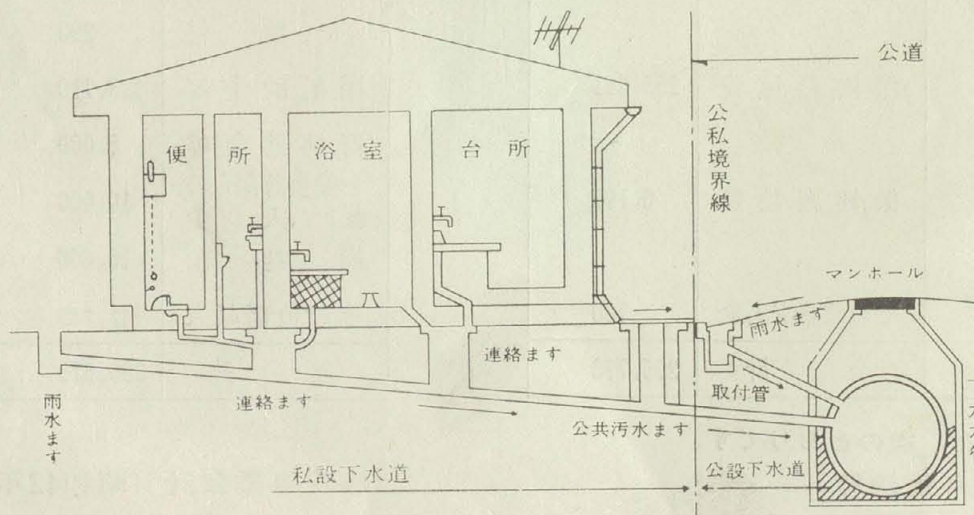 公道
便所
浴室
台所
公私境界線
マンホール
雨水ます
連絡ます
取付管
雨水ます
連絡ます
公共汚水ます
私設下水道
公設下水道